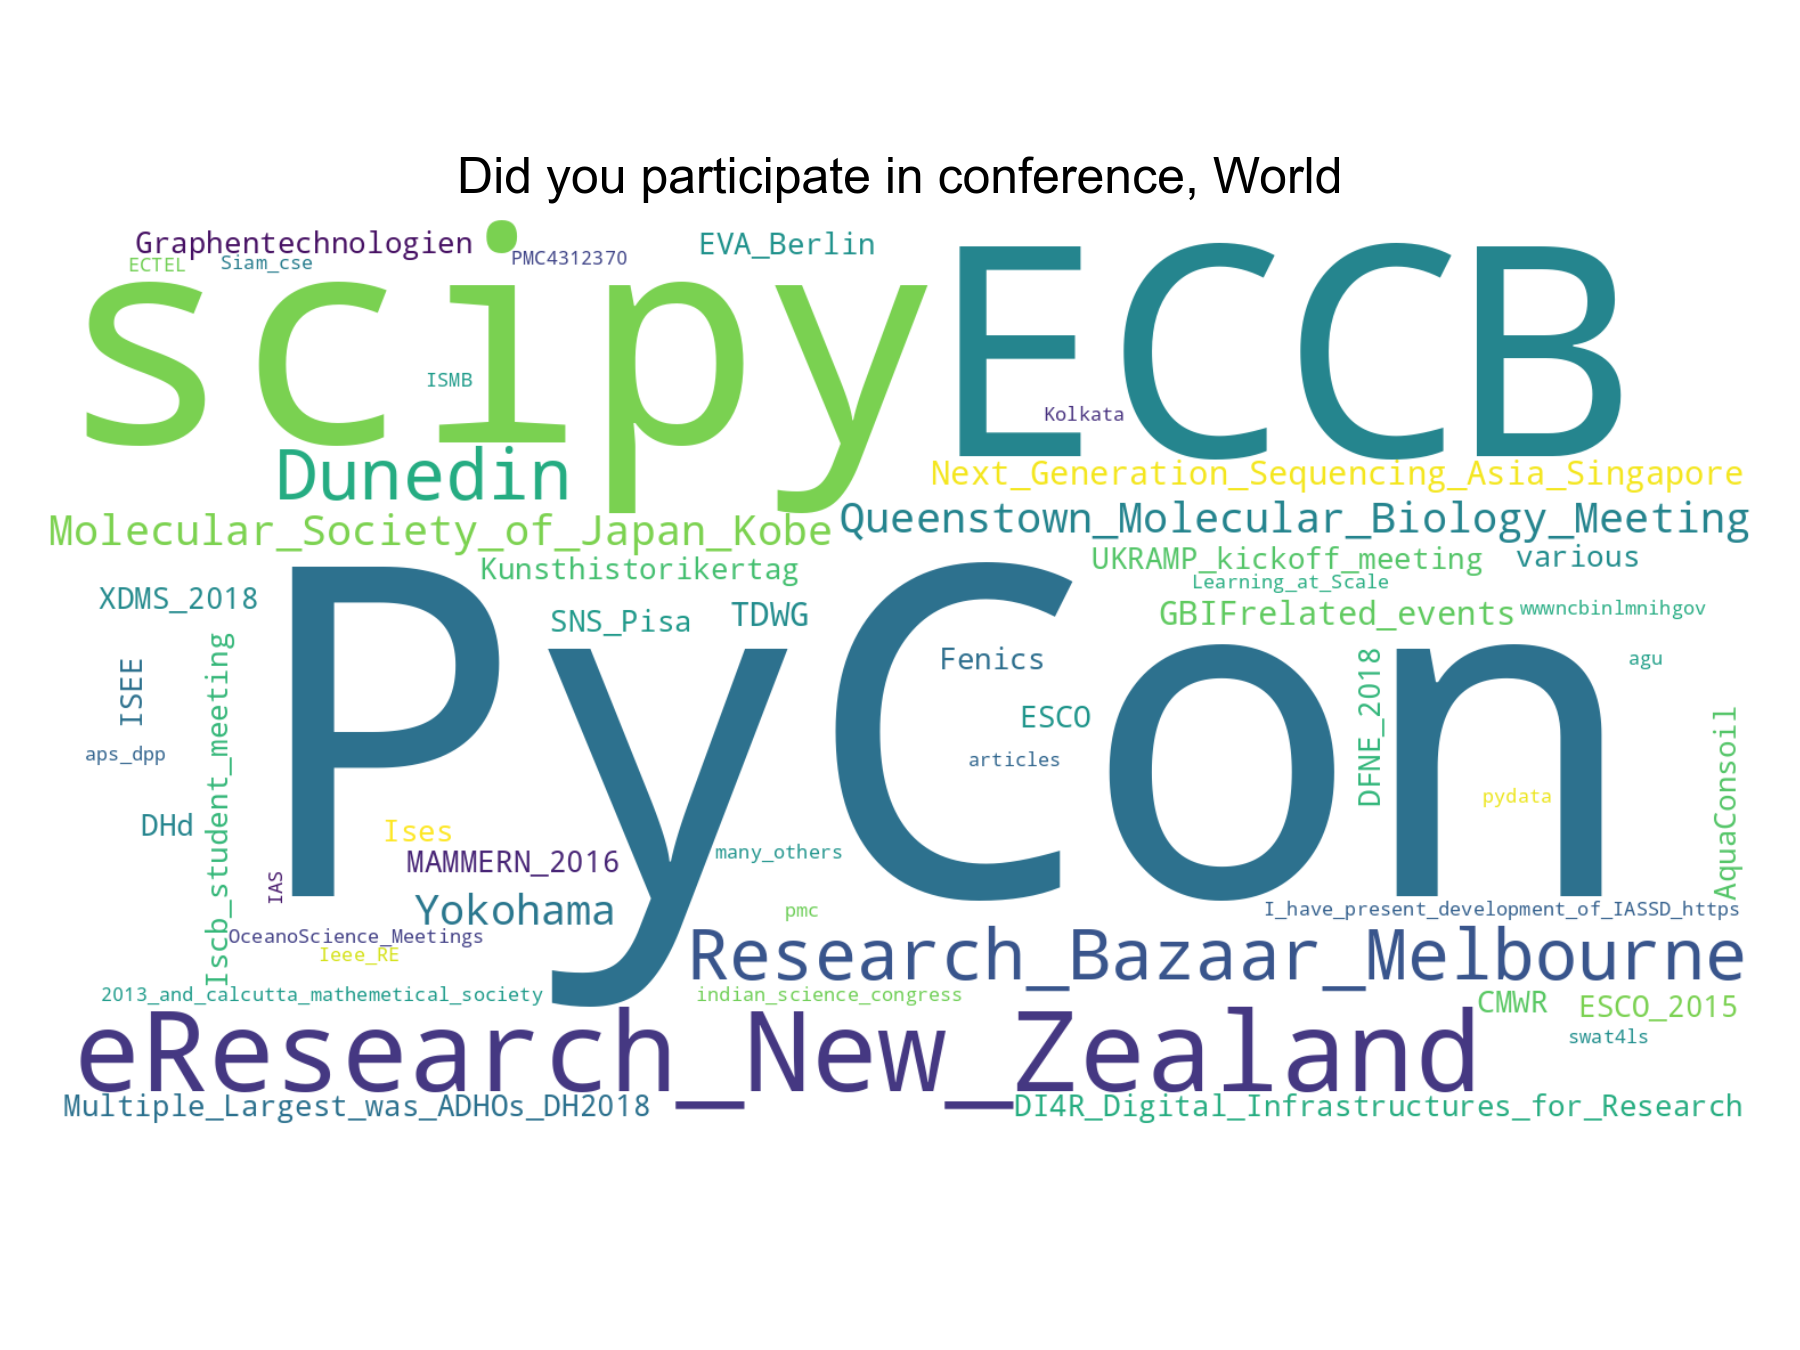 Did you participate in conference, World
Graphentechnologien
EVA_Berlin
ECTEL
Siam_cse
PMC4312370
scipy
ECCB
ISMB
Kolkata
Dunedin
Next_Generation_Sequencing_Asia_Singapore
Molecular_Society_of_Japan_Kobe
Queenstown_Molecular_Biology_Meeting
Kunsthistorikertag
UKRAMP_kickoff_meeting
various
Learning_at_Scale
XDMS_2018
SNS_Pisa
TDWG
GBIFrelated_events
wwwncbinlmnihgov
PyCon
Fenics
agu
ISEE
Iscb_student_meeting
DFNE_2018
ESCO
aps_dpp
articles
AquaConsoil
pydata
DHd
Ises
MAMMERN_2016
many_others
IAS
Yokohama
pmc
I_have_present_development_of_IASSD_https
OceanoScience_Meetings
Ieee_RE
Research_Bazaar_Melbourne
2013_and_calcutta_mathemetical_society
indian_science_congress
CMWR
ESCO_2015
eResearch_New_Zealand
swat4ls
Multiple_Largest_was_ADHOs_DH2018
DI4R_Digital_Infrastructures_for_Research